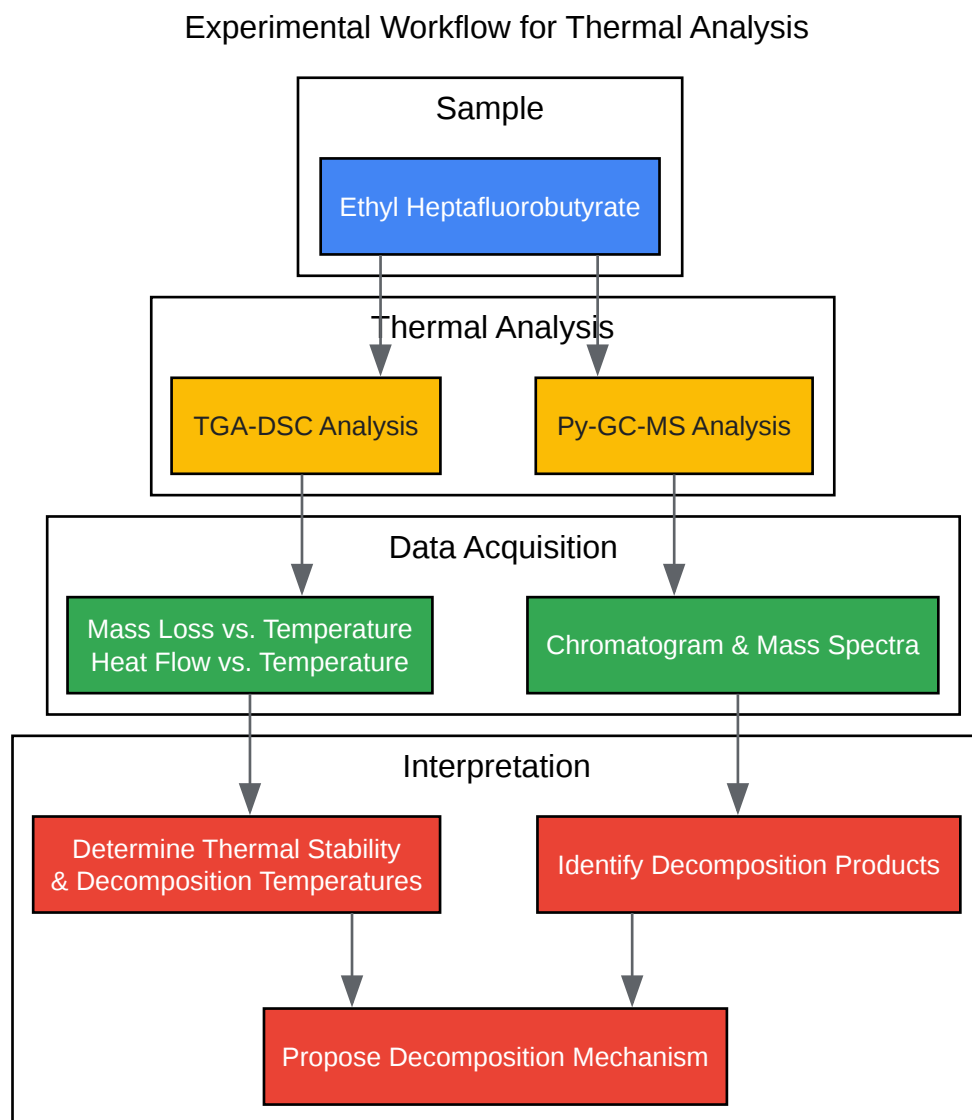 Experimental Workflow for Thermal Analysis
Sample
Ethyl Heptafluorobutyrate
Thermal Analysis
TGA-DSC Analysis
Py-GC-MS Analysis
Data Acquisition
Mass Loss vs. Temperature
Heat Flow vs. Temperature
Chromatogram & Mass Spectra
Interpretation
Determine Thermal Stability
& Decomposition Temperatures
Identify Decomposition Products
Propose Decomposition Mechanism